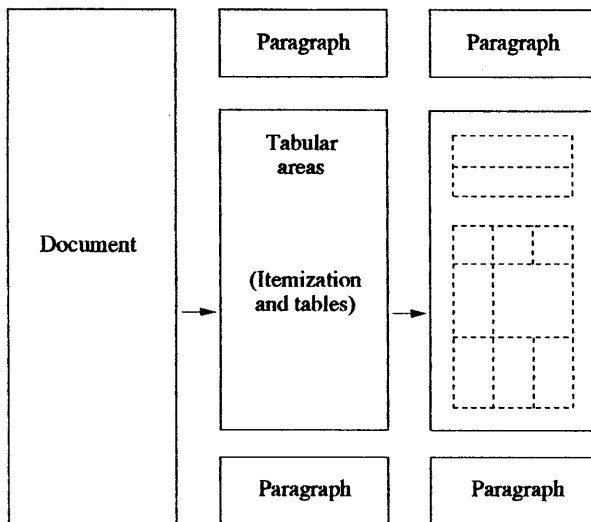 Paragraph
Paragraph
Tabular
areas
Document
(Itemization
and tables)
Paragraph
Paragraph